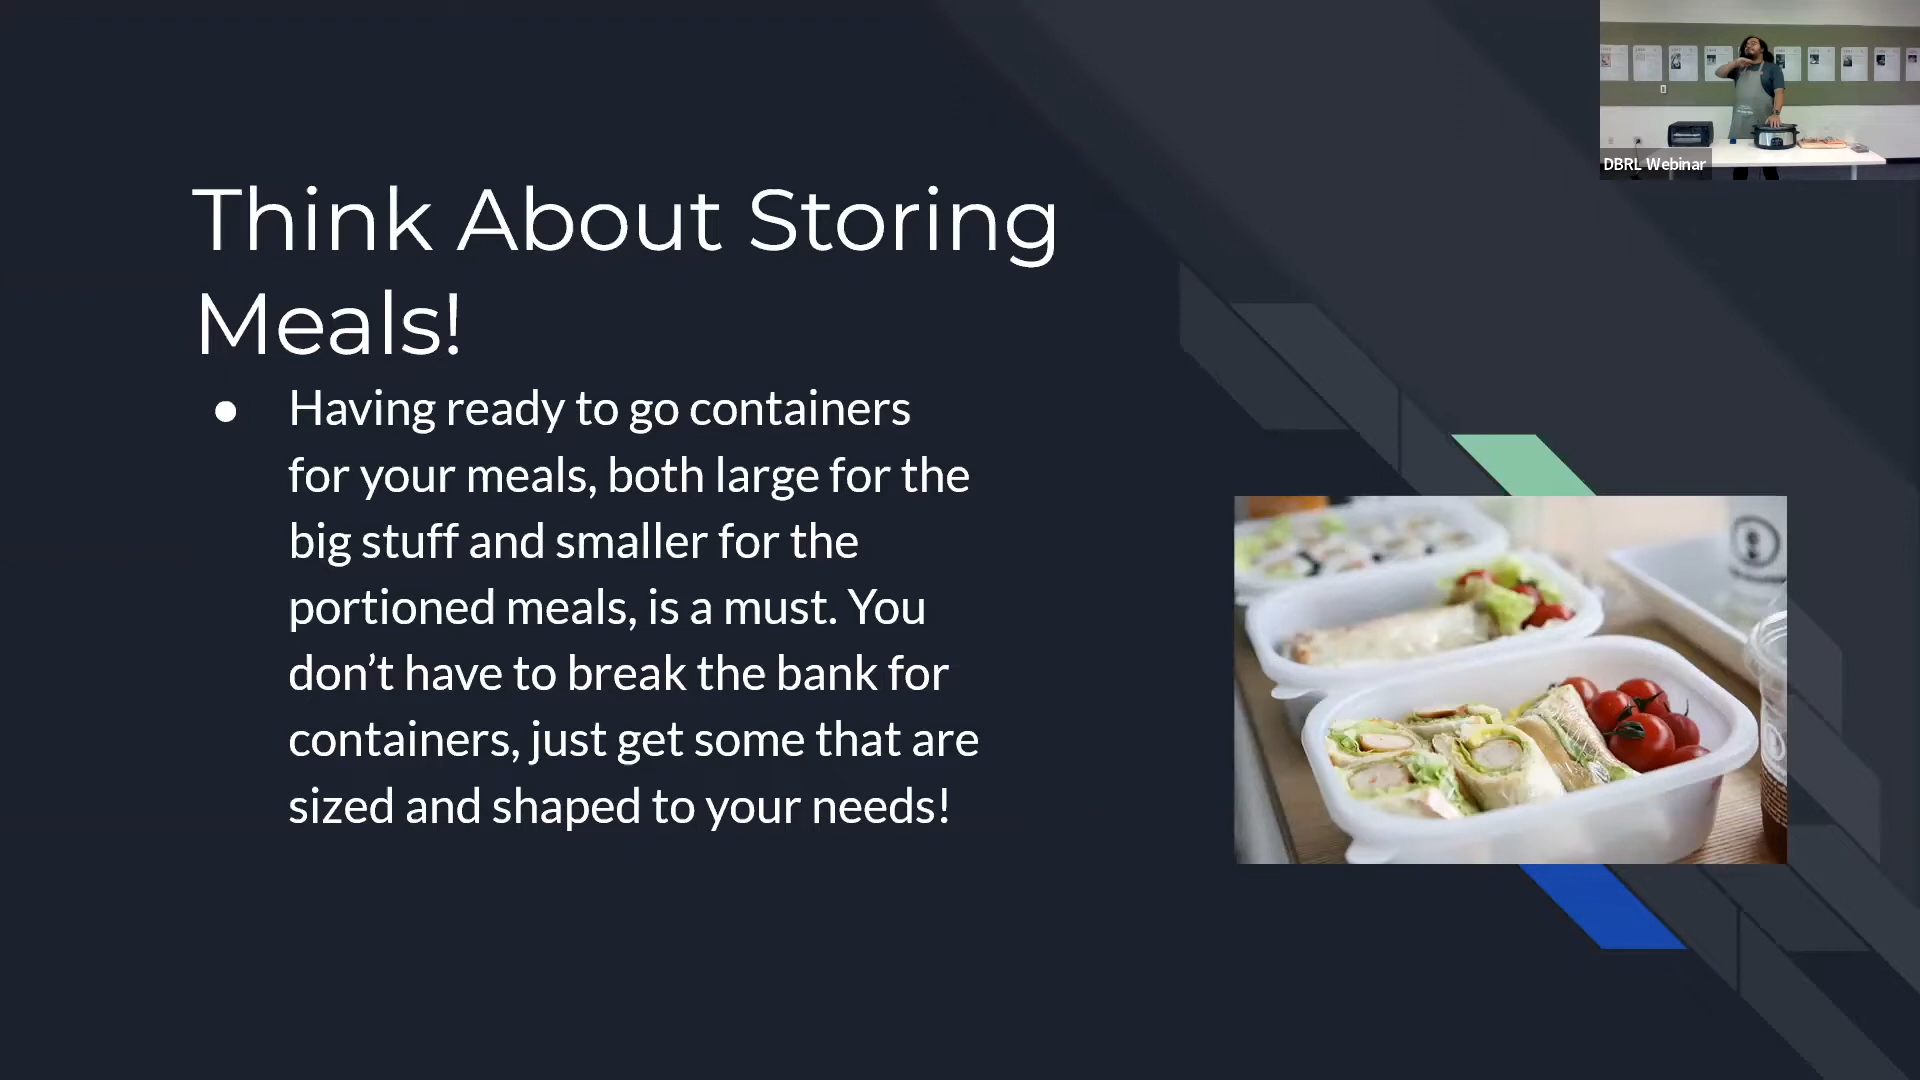 Think About Storing
Meals!
● Having ready to go containers
for your meals, both large for the
big stuff and smaller for the
portioned meals, is a must. You
don’t have to break the bank for
containers, just get some that are
sized and shaped to your needs!
DBRL Webinar